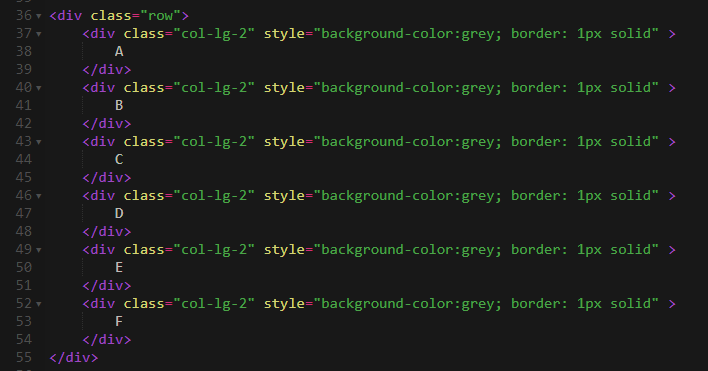 36 <div class="row">
37 <div class="col-lg-2" style="background-color:grey; border: 1px solid" >
38 A
39 </div>
40 <div class="col-lg-2" style="background-color:grey; border: 1px solid" >
41 B
42 </div>
43 <div class="col-lg-2" style="background-color:grey; border: 1px solid" >
44 C
45 </div>
46 <div class="col-lg-2" style="background-color:grey; border: 1px solid" >
47 D
48 </div>
49 <div class="col-lg-2" style="background-color:grey; border: 1px solid" >
50 E
51 </div>
52 <div class="col-lg-2" style="background-color:grey; border: 1px solid" >
53 F
54 </div>
55 </div>